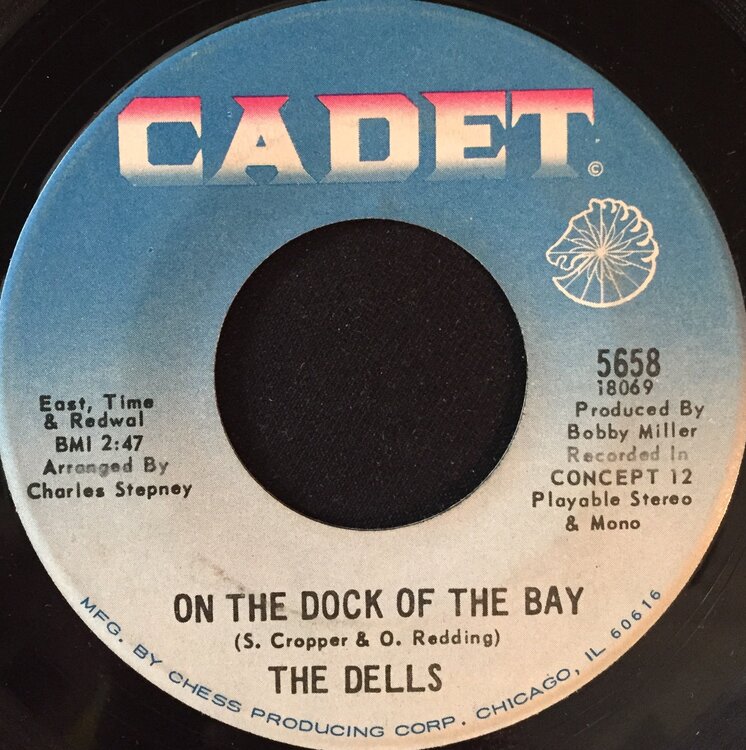 CADET
©
5658
18069
Produced By
Bobby Miller
Recorded In
CONCEPT 12
Playable Stereo
& Mono
East, Time
& Redwal
BMI 2:47
Arranged By
Charles Stepney
ON THE DOCK OF THE BAY
(S. Cropper & O. Redding)
THE DELLS
MFG. BY CHESS PRODUCING CORP. CHICAGO, IL 60616